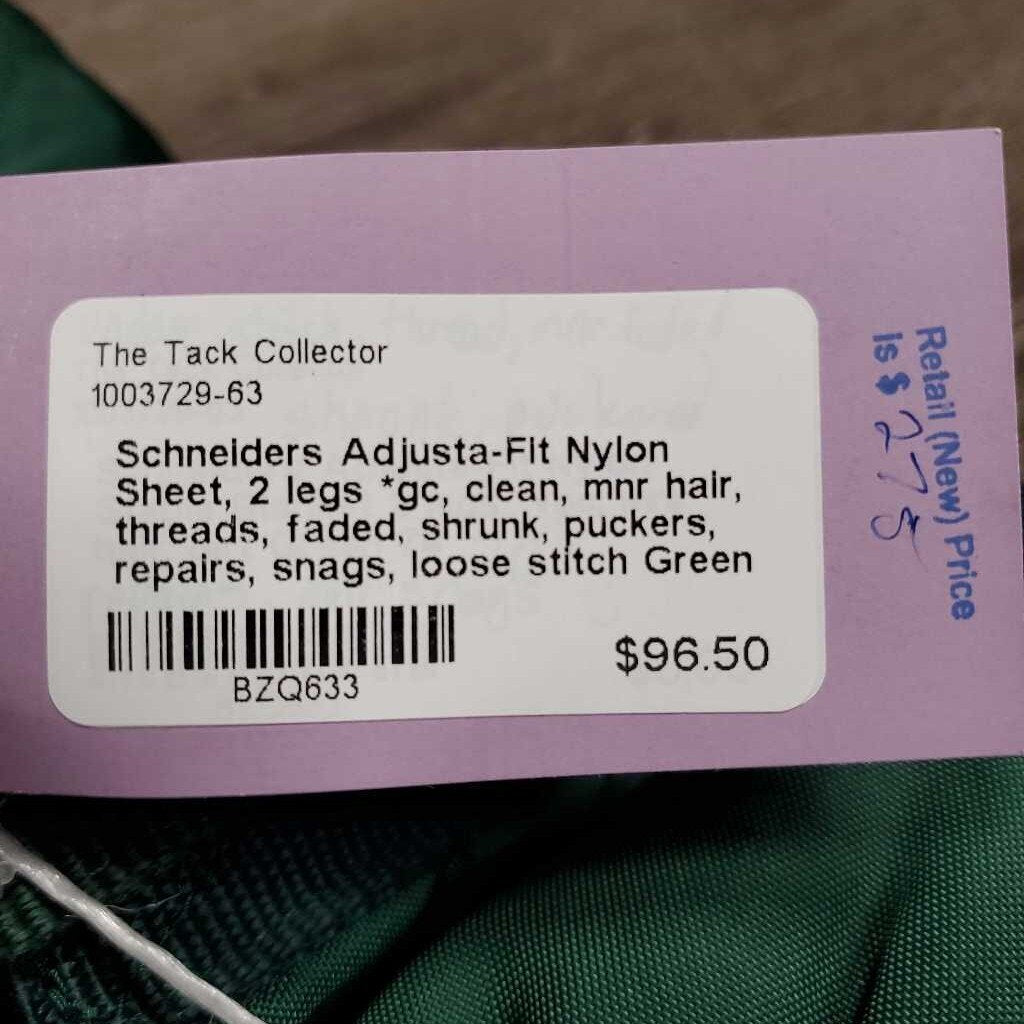 The Tack Collector
1003729-63
Schneiders Adjusta-Fit Nylon
Sheet, 2 legs *gc, clean, mnr hair,
threads, faded, shrunk, puckers,
repairs, snags, loose stitch Green
BZQ633
$96.50
Retail (New) Price
is $ 275